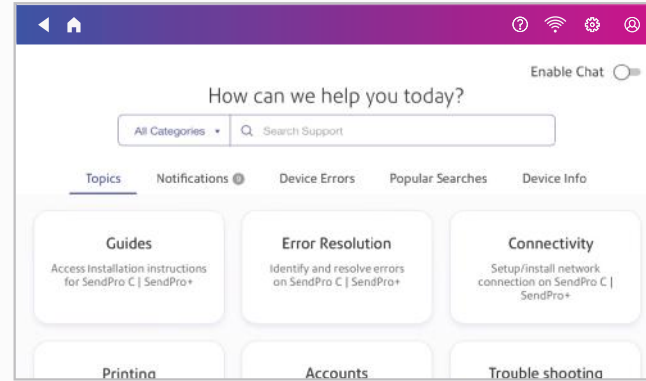 Enable Chat
How can we help you today?
All Categories
Search Support
Topics Notifications 0 Device Errors Popular Searches Device Info
Guides
Access Installation instructions
for SendPro C | SendPro+
Error Resolution
Identify and resolve errors
on SendPro C | SendPro+
Connectivity
Setup/install network
connection on SendPro C |
SendPro+
Printing
Accounts
Trouble shooting